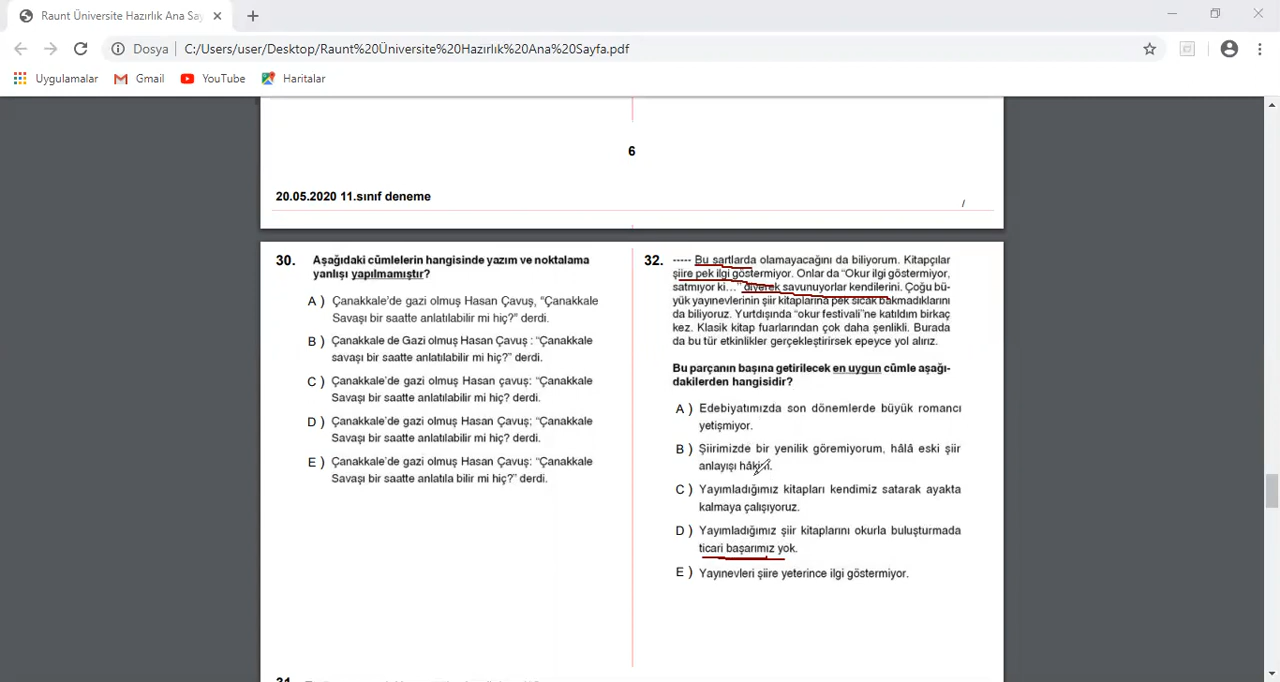 Raunt Üniversite Hazırlık Ana Say
Dosya C:/Users/user/Desktop/Raunt%20Üniversite%20Hazırlık%20Ana%20Sayfa.pdf
Uygulamalar Gmail YouTube Haritalar
6
20.05.2020 11.sınıf deneme
/
30. Aşağıdaki cümlelerin hangisinde yazım ve noktalama
yanlışı yapılmamıştır?
A ) Çanakkale'de gazi olmuş Hasan Çavuş, "Çanakkale
Savaşı bir saatte anlatılabilir mi hiç?" derdi.
B ) Çanakkale de Gazi olmuş Hasan Çavuş : "Çanakkale
savaşı bir saatte anlatılabilir mi hiç?" derdi.
C ) Çanakkale'de gazi olmuş Hasan çavuş: "Çanakkale
Savaşı bir saatte anlatılabilir mi hiç? derdi.
D ) Çanakkale'de gazi olmuş Hasan Çavuş; "Çanakkale
Savaşı bir saatte anlatılabilir mi hiç? derdi.
E ) Çanakkale'de gazi olmuş Hasan Çavuş: "Çanakkale
Savaşı bir saatte anlatıla bilir mi hiç?" derdi.
32. ----- Bu şartlarda olamayacağını da biliyorum. Kitapçılar
şiire pek ilgi göstermiyor. Onlar da "Okur ilgi göstermiyor,
satmıyor ki…" diyerek savunuyorlar kendilerini. Çoğu bü-
yük yayınevlerinin şiir kitaplarına pek sıcak bakmadıklarını
da biliyoruz. Yurtdışında "okur festivali"ne katıldım birkaç
kez. Klasik kitap fuarlarından çok daha şenlikli. Burada
da bu tür etkinlikler gerçekleştirirsek epeyce yol alırız.
Bu parçanın başına getirilecek en uygun cümle aşağı-
dakilerden hangisidir?
A ) Edebiyatımızda son dönemlerde büyük romancı
yetişmiyor.
B ) Şiirimizde bir yenilik göremiyorum, hâlâ eski şiir
anlayışı hâkim.
C ) Yayımladığımız kitapları kendimiz satarak ayakta
kalmaya çalışıyoruz.
D ) Yayımladığımız şiir kitaplarını okurla buluşturmada
ticari başarımız yok.
E ) Yayınevleri şiire yeterince ilgi göstermiyor.